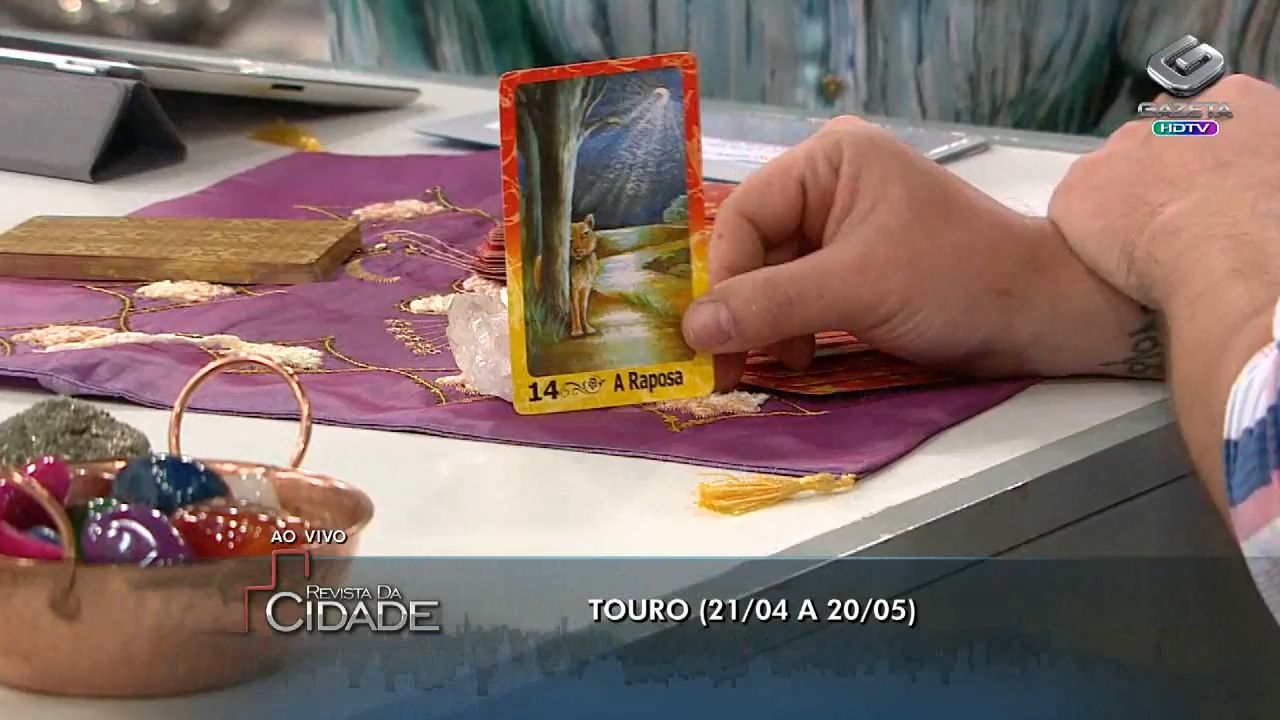 GAZETA
HDTV
14 A Raposa
AO VIVO
REVISTA DA
CIDADE
TOURO (21/04 A 20/05)